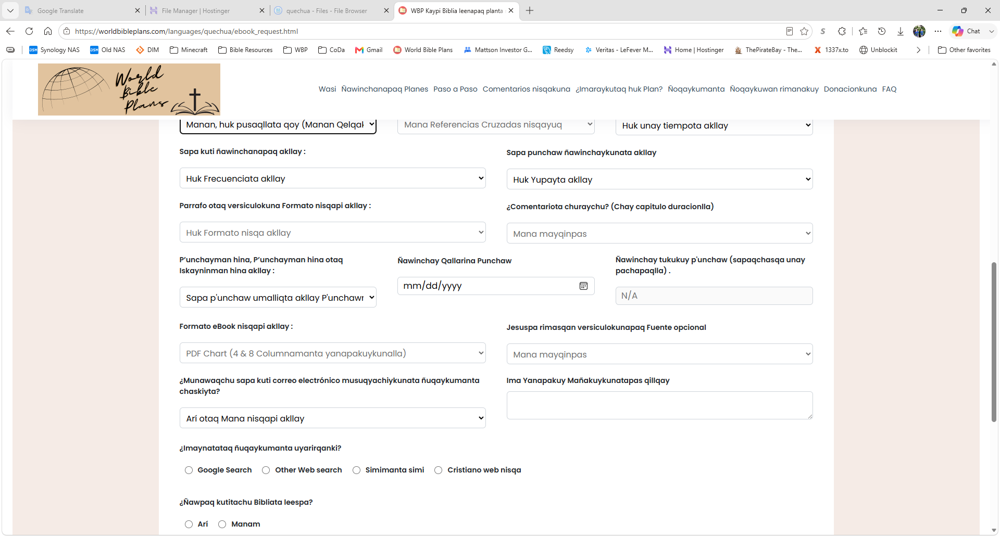 Google Translate
File Manager | Hostinger
quechua - Files - File Browser
WBP Kaypi Biblia leenapaq planta
https://worldbibleplans.com/languages/quechua/ebook_request.html
Chat
Synology NAS
Old NAS
DIM
Minecraft
Bible Resources
WBP
CoDa
Gmail
World Bible Plans
Mattson Investor G...
Reedsy
Veritas - LeFever M...
Home | Hostinger
ThePirateBay - The...
1337x.to
Unblockit
Other favorites
World
Bible
Plans
Wasi
Ñawinchanapaq Planes
Paso a Paso
Comentarios nisqakuna
¿Imaraykutaq huk Plan?
Ñoqaykumanta
Ñoqaykuwan rimanakuy
Donacionkuna
FAQ
Manan, huk pusaqllata qoy (Manan Qelqa
Mana Referencias Cruzadas nisqayuq
Huk unay tiempota akllay
Sapa kuti ñawinchanapaq akllay :
Sapa punchaw ñawinchaykunata akllay
Huk Frecuenciata akllay
Huk Yupayta akllay
Parrafo otaq versiculokuna Formato nisqapi akllay :
¿Comentariota churaychu? (Chay capitulo duracionlla)
Huk Formato nisqa akllay
Mana mayqinpas
P’unchayman hina, P’unchayman hina otaq
Iskayninman hina akllay :
Ñawinchay Qallarina Punchaw
Ñawinchay tukukuy p'unchaw (sapaqchasqa unay
pachapaqlla) .
Sapa p'unchaw umalliqta akllay P'unchawr
mm/dd/yyyy
N/A
Formato eBook nisqapi akllay :
Jesuspa rimasqan versiculokunapaq Fuente opcional
PDF Chart (4 & 8 Columnamanta yanapakuykunalla)
Mana mayqinpas
¿Munawaqchu sapa kuti correo electrónico musuqyachiykunata ñuqaykumanta
chaskiyta?
Ima Yanapakuy Mañakuykunatapas qillqay
Arí otaq Mana nisqapi akllay
¿Imaynatataq ñuqaykumanta uyarirqanki?
Google Search
Other Web search
Simimanta simi
Cristiano web nisqa
¿Ñawpaq kutitachu Bibliata leespa?
Arí
Manam